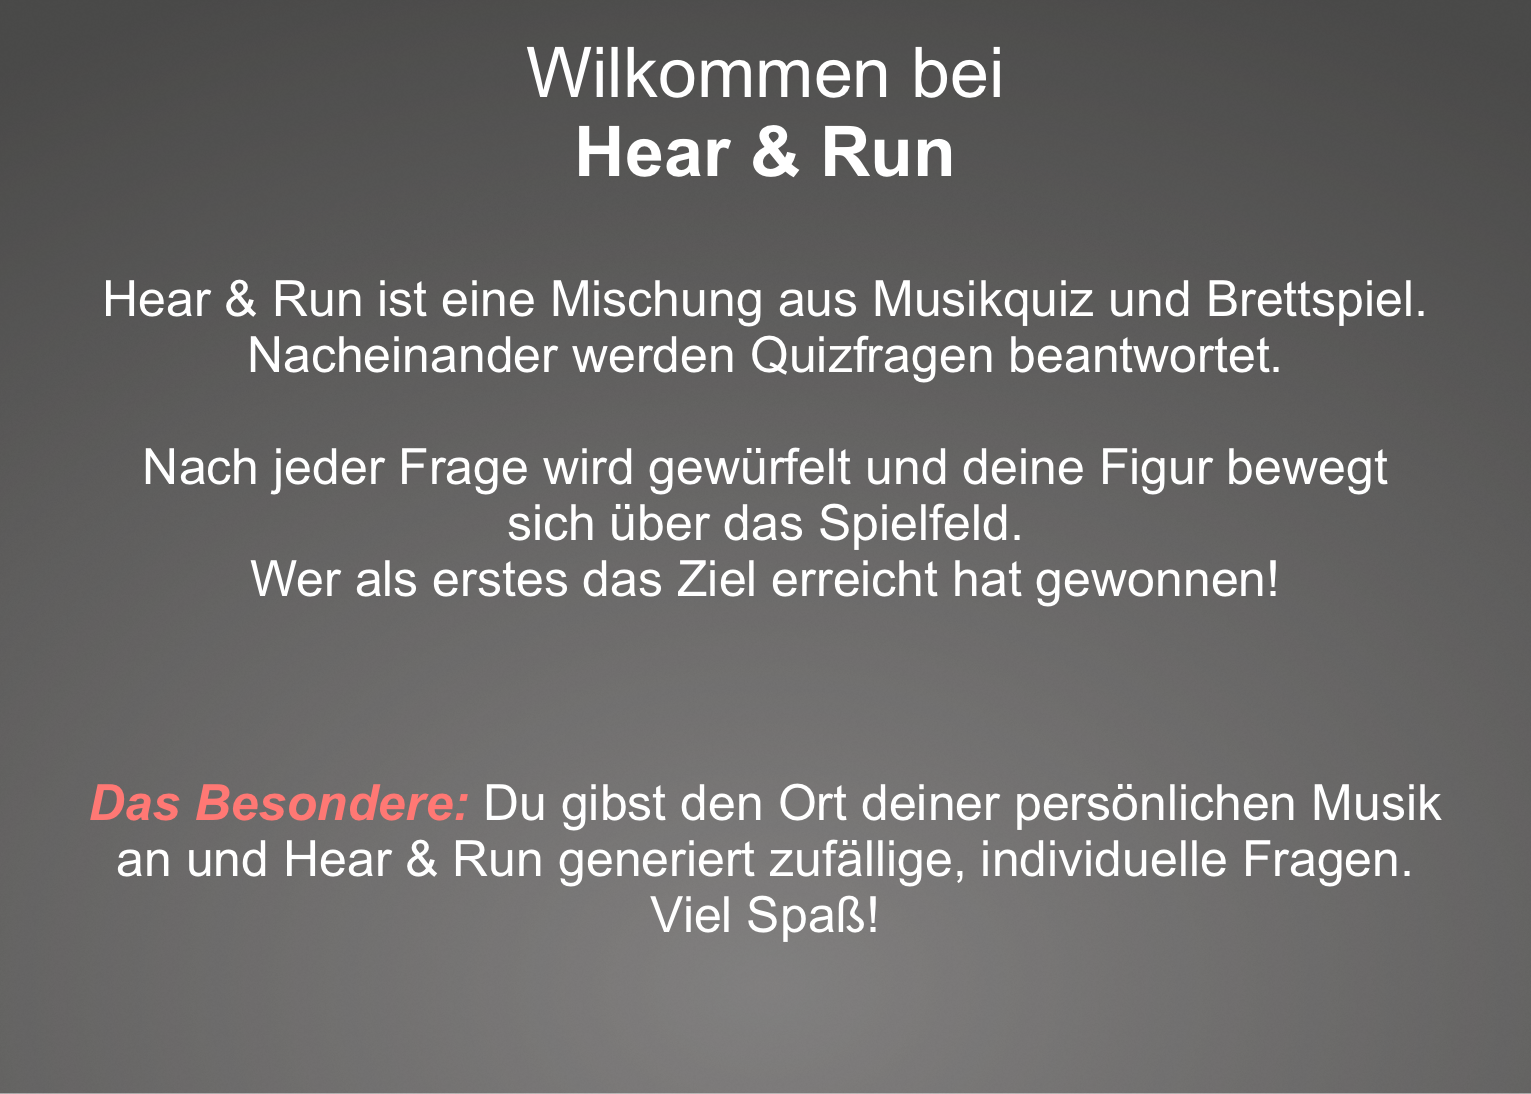 Wilkommen bei
Hear & Run
Hear & Run ist eine Mischung aus Musikquiz und Brettspiel.
Nacheinander werden Quizfragen beantwortet.
Nach jeder Frage wird gewürfelt und deine Figur bewegt
sich über das Spielfeld.
Wer als erstes das Ziel erreicht hat gewonnen!
Das Besondere: Du gibst den Ort deiner persönlichen Musik
an und Hear & Run generiert zufällige, individuelle Fragen.
Viel Spaß!